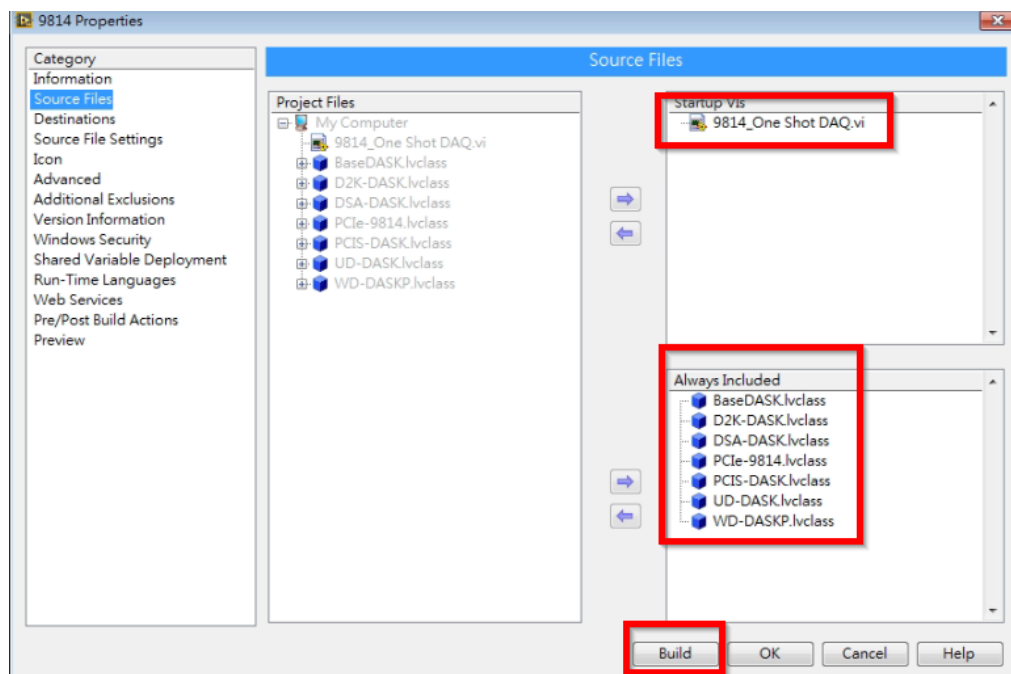 9814 Properties
Category
Information
Source Files
Destinations
Source File Settings
Icon
Advanced
Additional Exclusions
Version Information
Windows Security
Shared Variable Deployment
Run-Time Languages
Web Services
Pre/Post Build Actions
Preview
Source Files
Project Files
My Computer
9814_One Shot DAQ.vi
BaseDASK.lvclass
D2K-DASK.lvclass
DSA-DASK.lvclass
PCIe-9814.lvclass
PCIS-DASK.lvclass
UD-DASK.lvclass
WD-DASKP.lvclass
Startup VIs
9814_One Shot DAQ.vi
Always Included
BaseDASK.lvclass
D2K-DASK.lvclass
DSA-DASK.lvclass
PCIe-9814.lvclass
PCIS-DASK.lvclass
UD-DASK.lvclass
WD-DASKP.lvclass
Build
OK
Cancel
Help